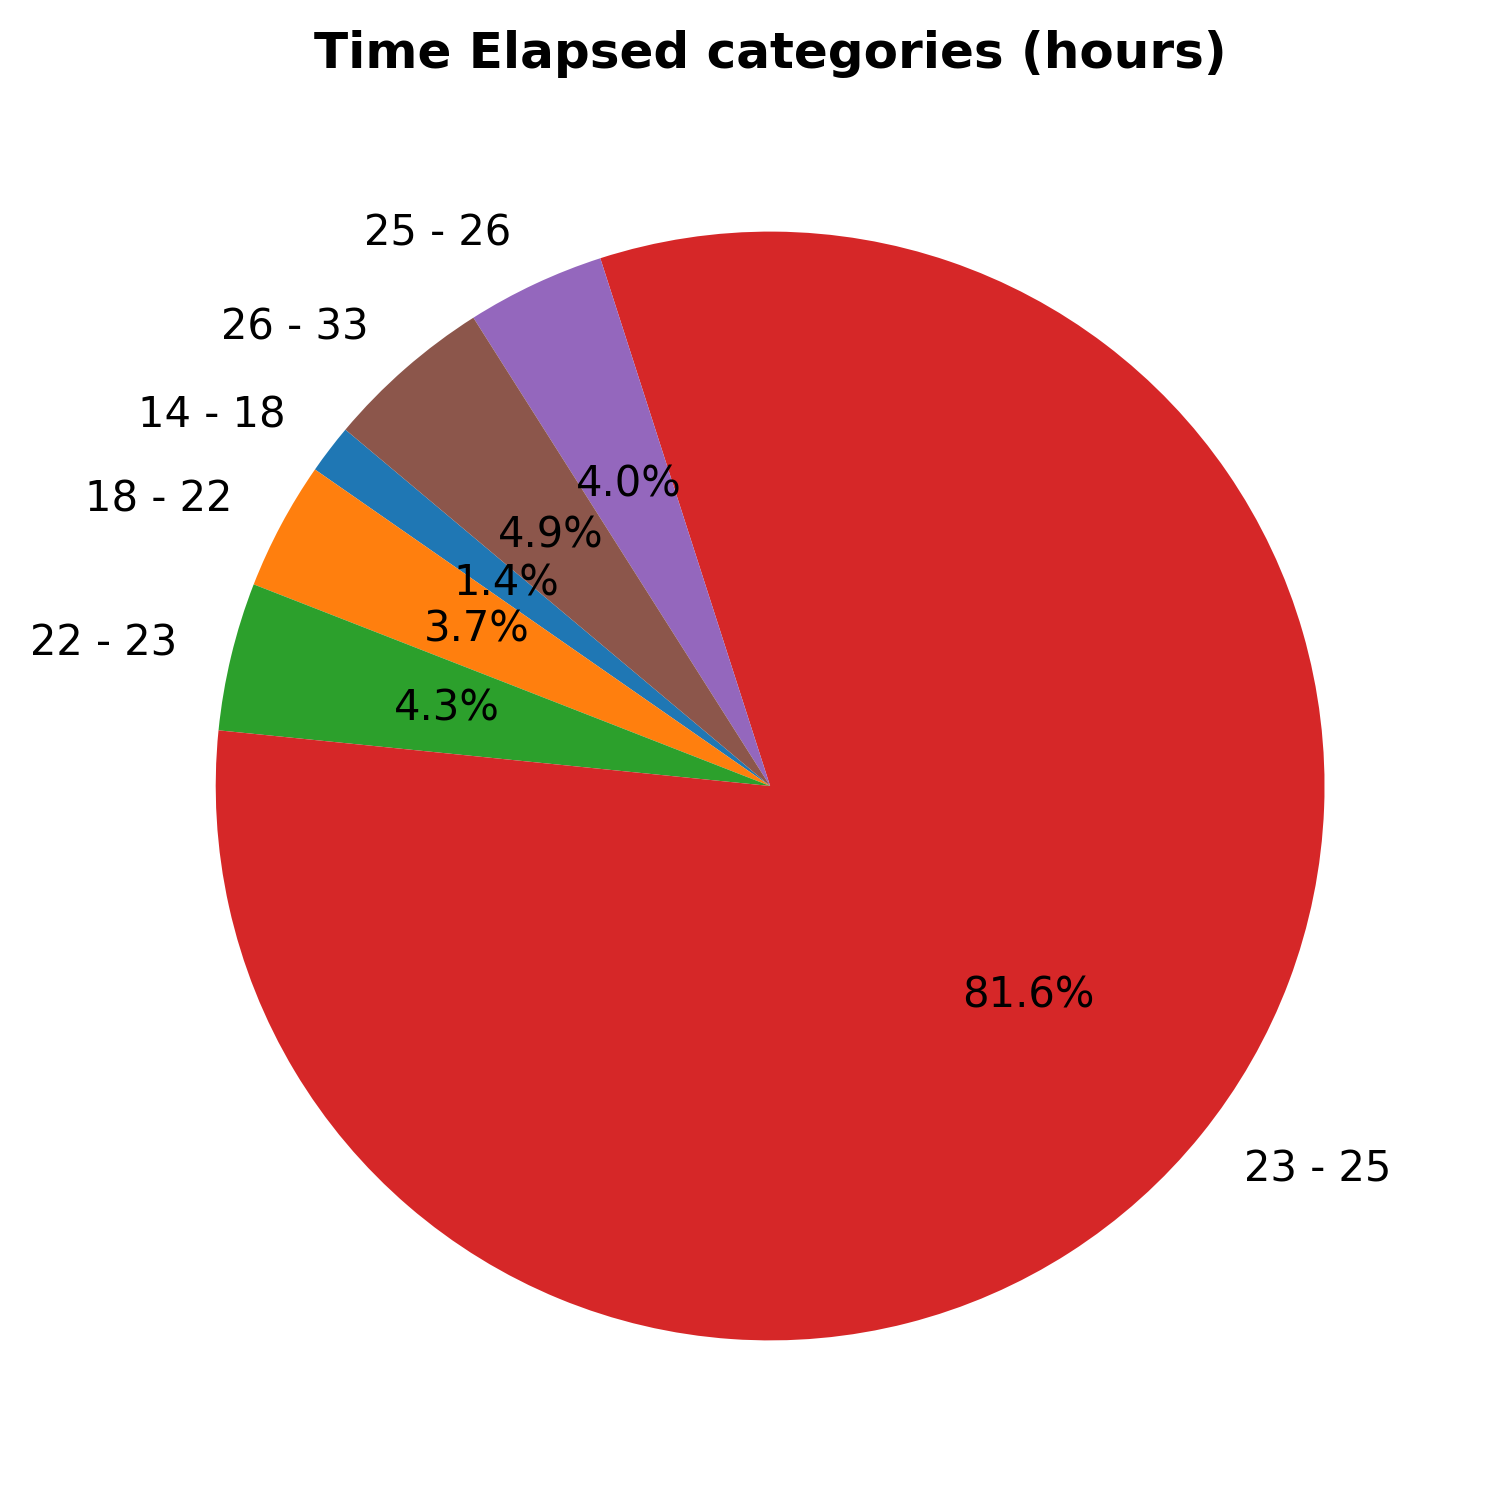 Time Elapsed categories (hours)
25 - 26
26 - 33
14 - 18
18 - 22
22 - 23
4.0%
4.9%
1.4%
3.7%
4.3%
81.6%
23 - 25